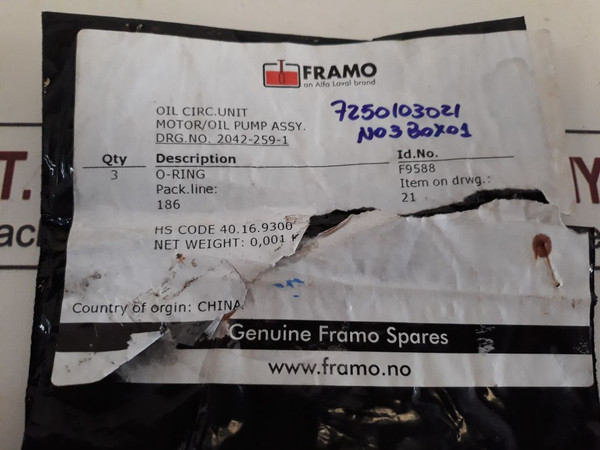 FRAMO
an Alfa Laval brand
OIL CIRC.UNIT
MOTOR/OIL PUMP ASSY.
DRG.NO. 2042-259-1
7250103021
NO3 BOX01
Qty Description Id.No.
3 O-RING F9588
Pack.line: Item on drwg.:
186 21
HS CODE 40.16.9300
NET WEIGHT: 0,001
Country of orgin: CHINA
Genuine Framo Spares
www.framo.no